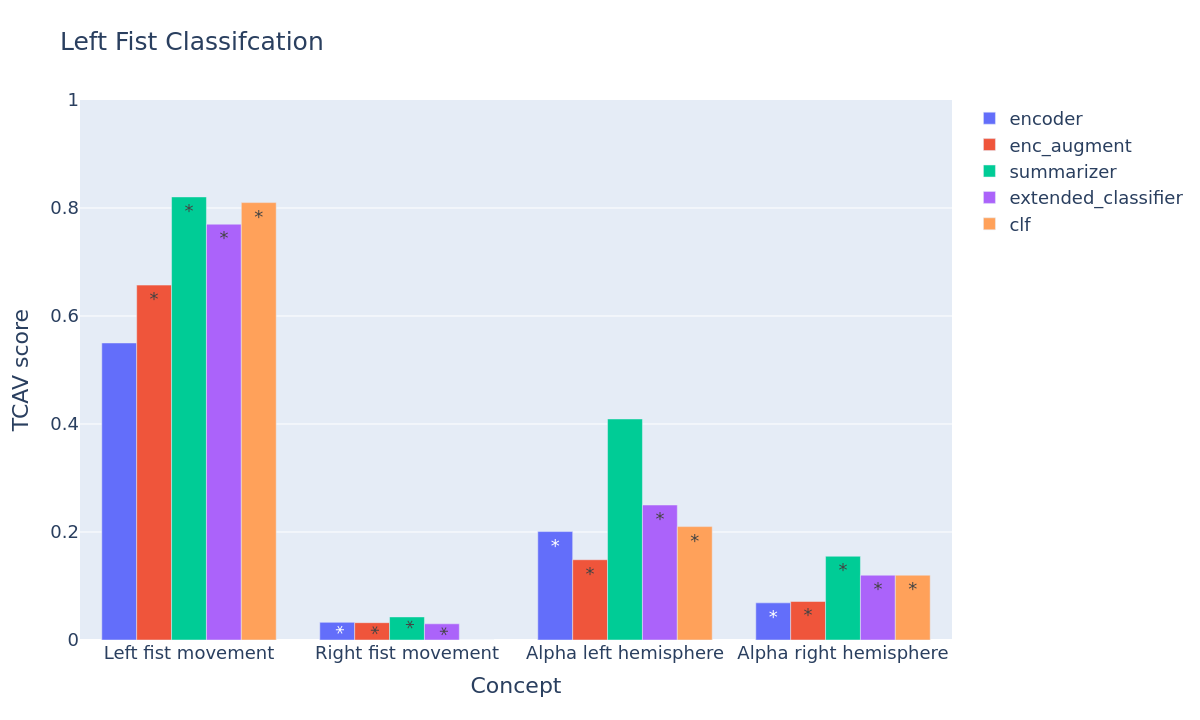 Left Fist Classifcation
1
0.8
0.6
0.4
0.2
0
TCAV score
* * * * *
* * * *
* * * *
* * * * *
Left fist movement
Right fist movement
Alpha left hemisphere
Alpha right hemisphere
Concept
encoder
enc_augment
summarizer
extended_classifier
clf